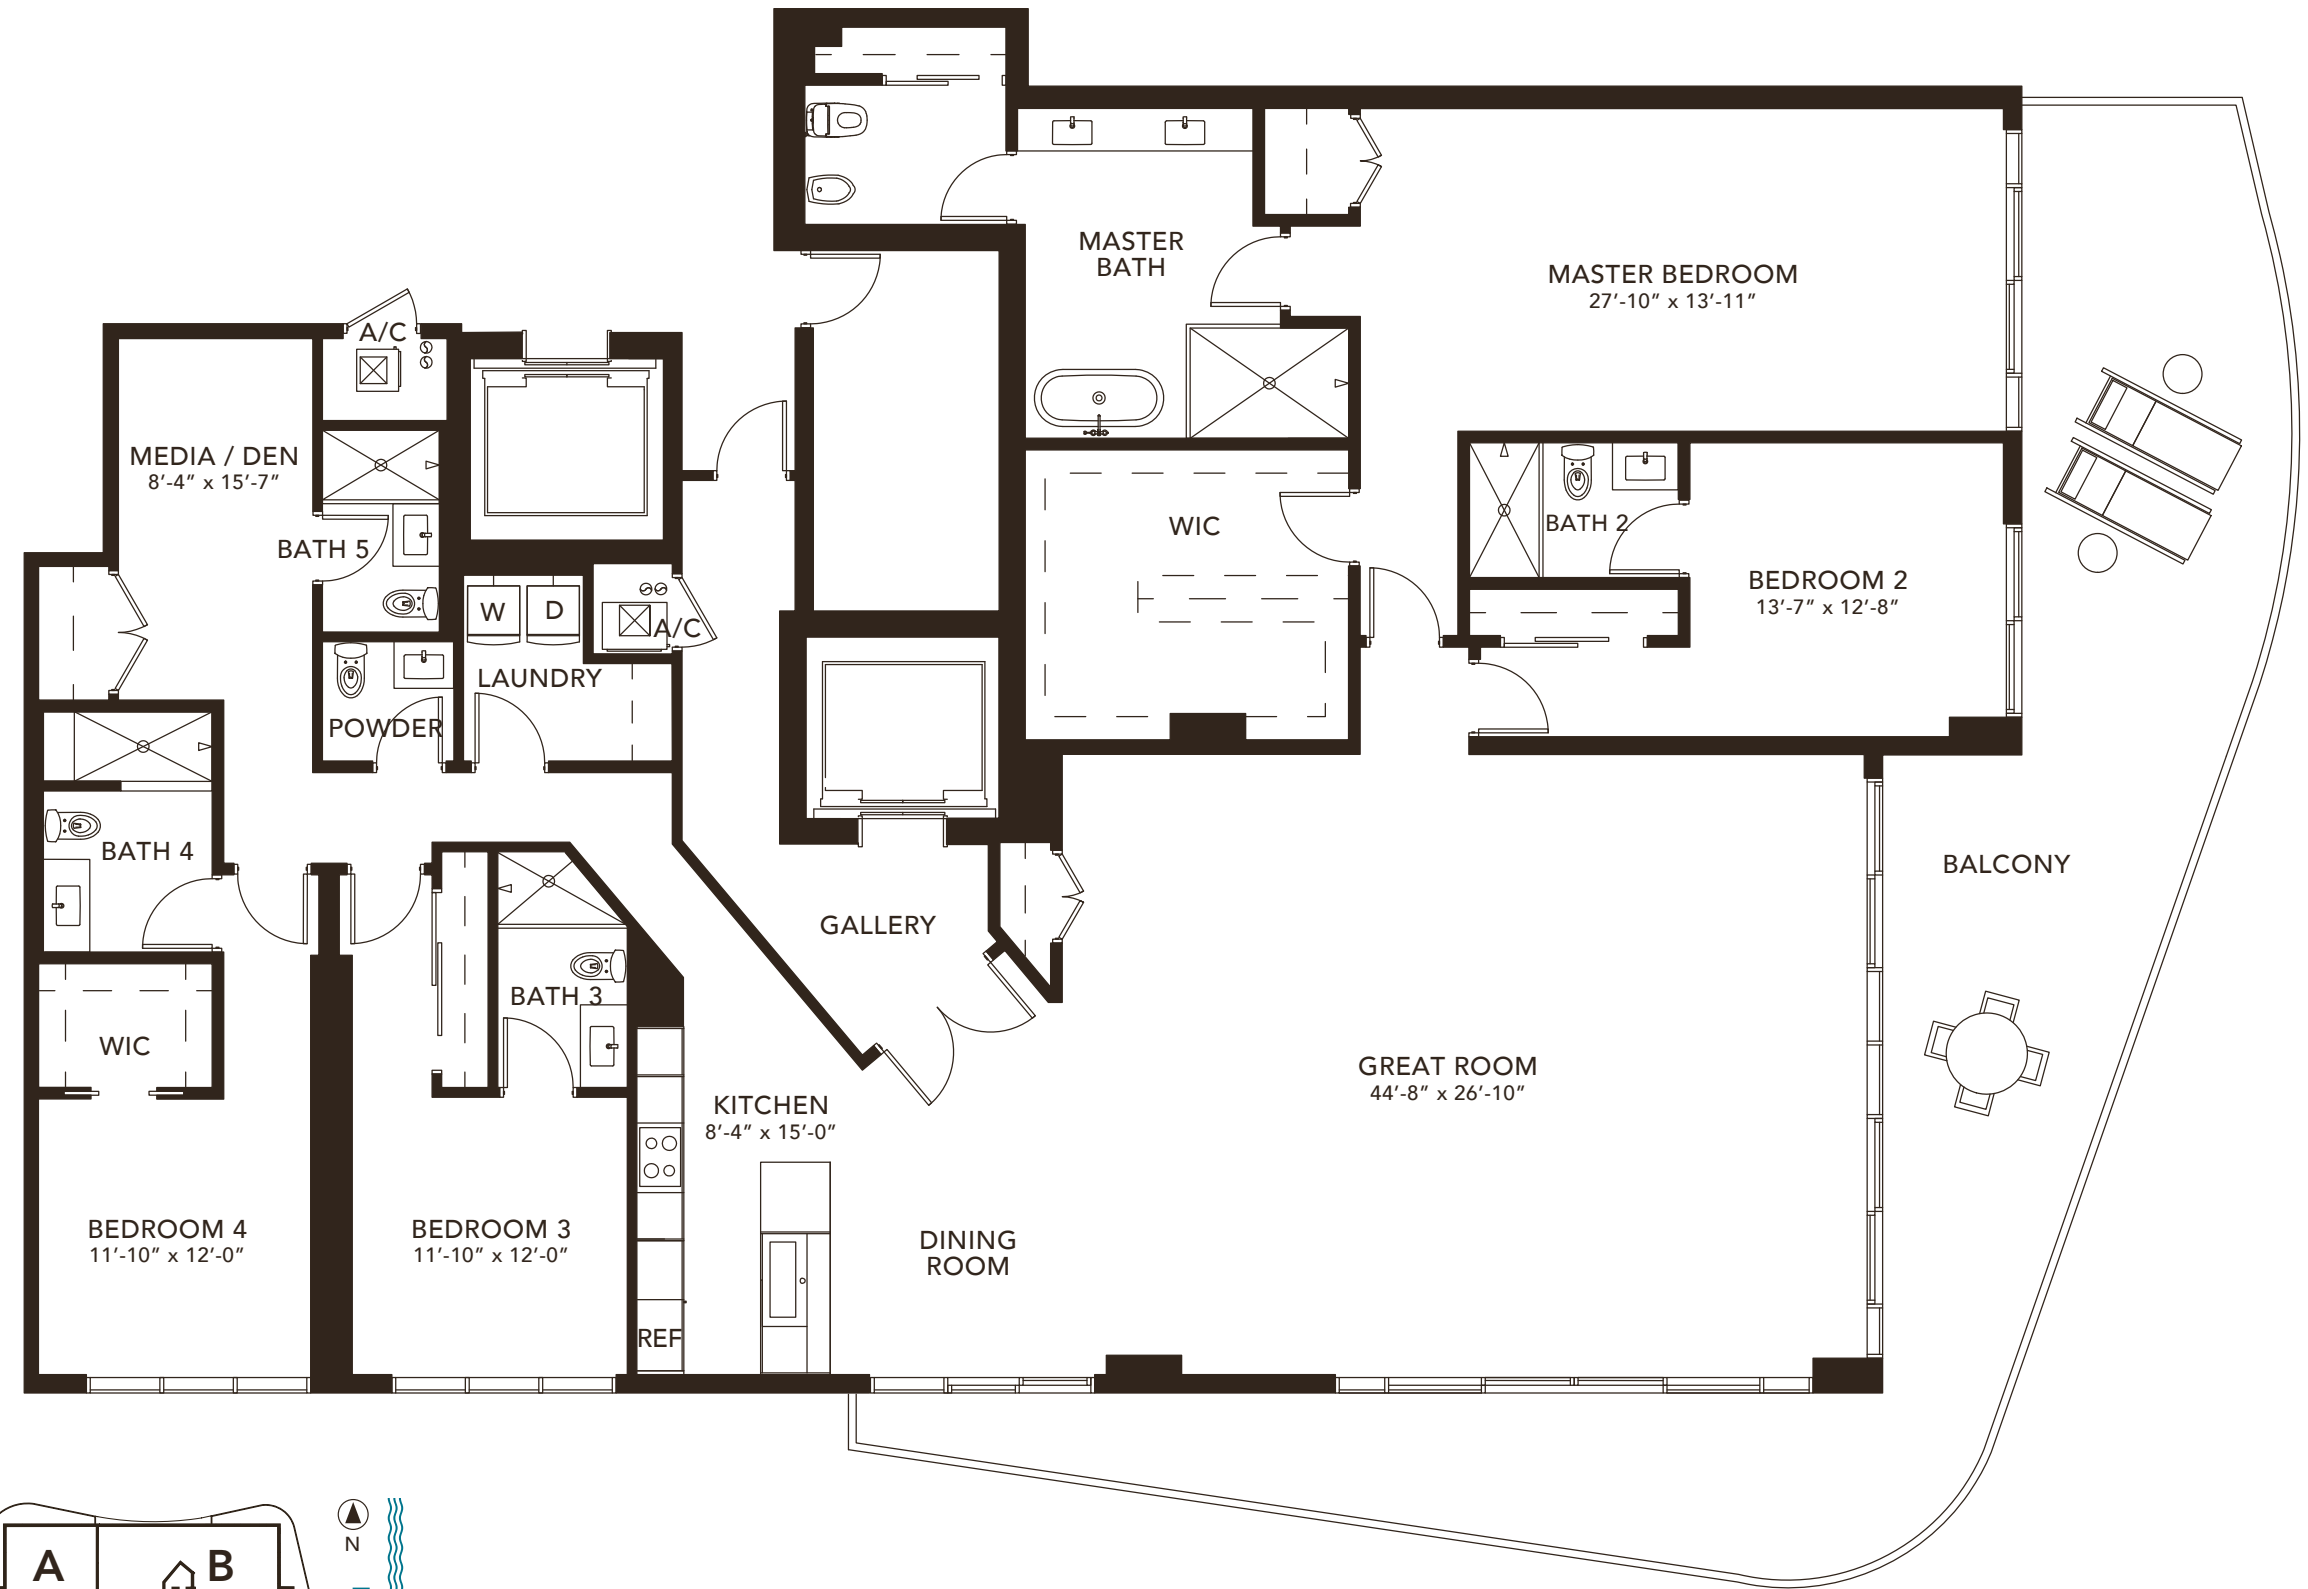 MASTER
BATH
MASTER BEDROOM
27'-10" x 13'-11"
A/C
MEDIA / DEN
8'-4" x 15'-7"
BATH 5
WIC
BATH 2
BEDROOM 2
13'-7" x 12'-8"
W
D
A/C
LAUNDRY
POWDER
BATH 4
GALLERY
BALCONY
BATH 3
WIC
KITCHEN
8'-4" x 15'-0"
GREAT ROOM
44'-8" x 26'-10"
BEDROOM 4
11'-10" x 12'-0"
BEDROOM 3
11'-10" x 12'-0"
DINING
ROOM
REF
N
A
B